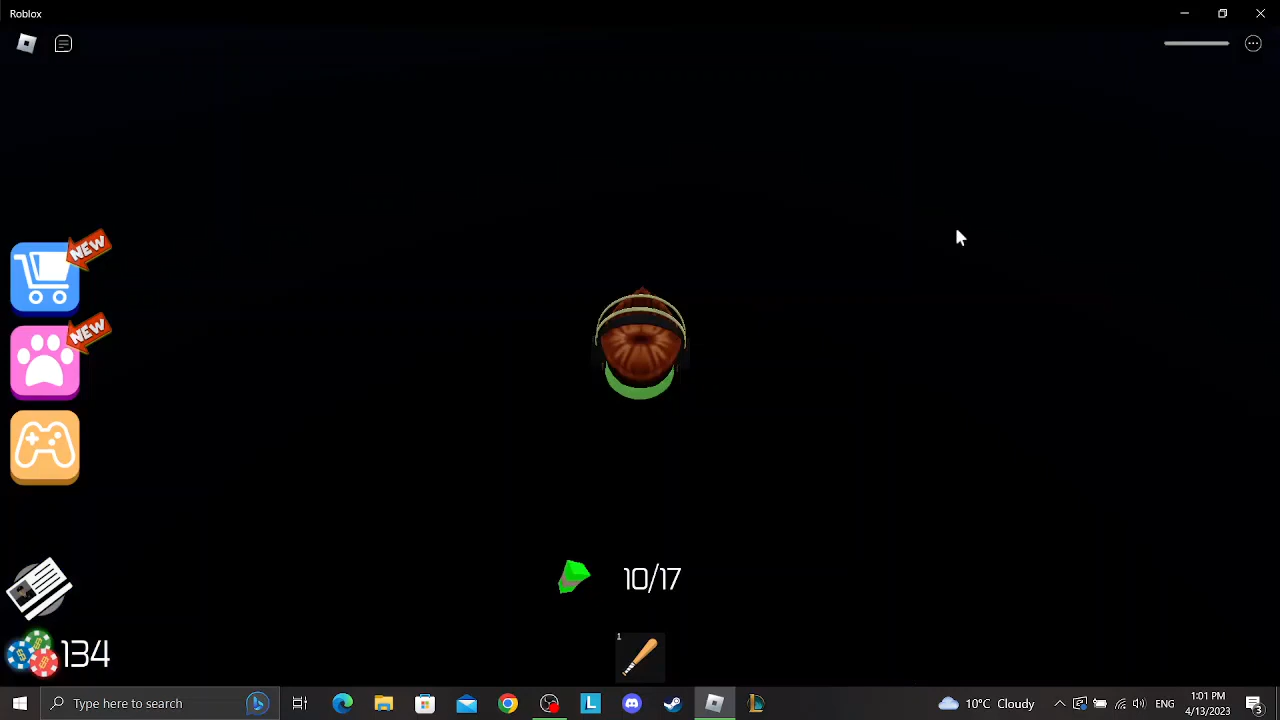 Roblox
NEW
NEW
10/17
134
1
Type here to search
L
10°C Cloudy
ENG
1:01 PM
4/13/2023
3